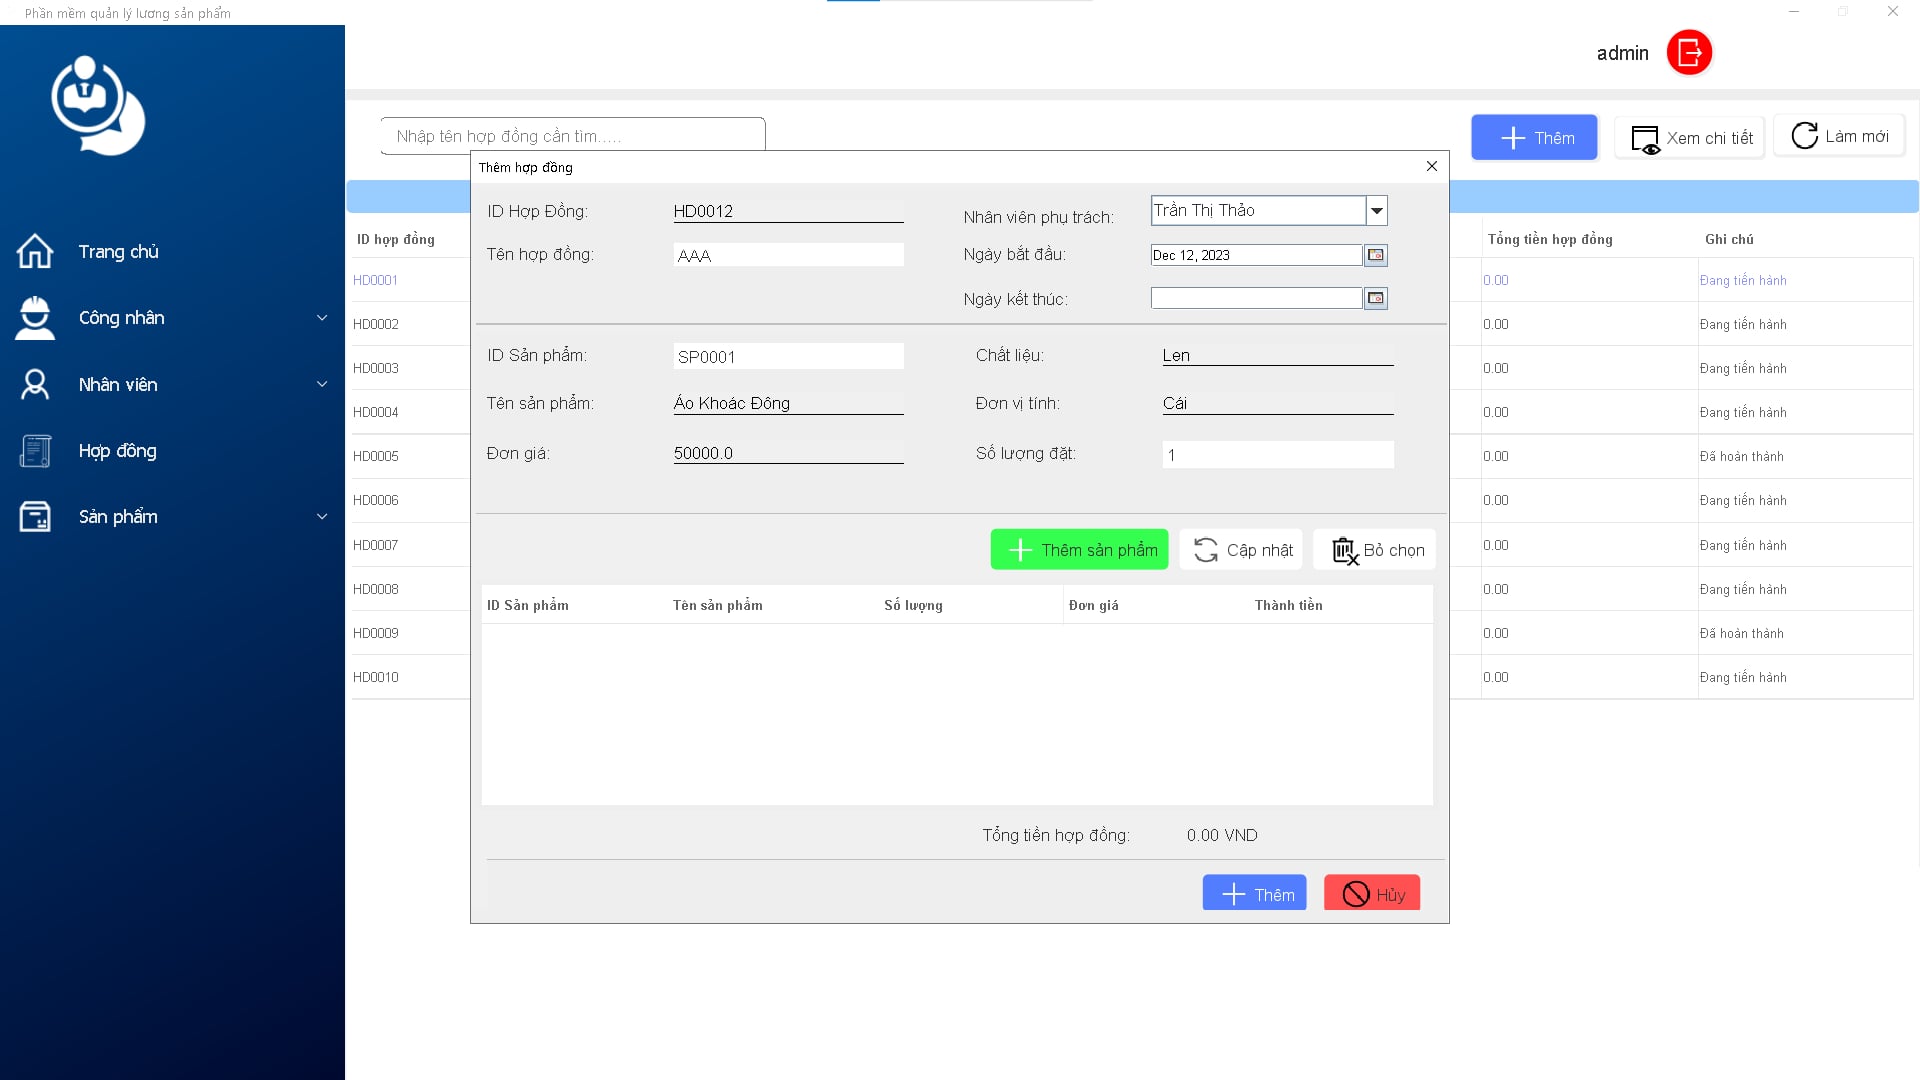 Phần mềm quản lý lương sản phẩm
admin
Nhập tên hợp đồng cần tìm.....
Thêm
Xem chi tiết
Làm mới
Trang chủ
Công nhân
Nhân viên
Hợp đồng
Sản phẩm
ID hợp đồng
Tổng tiền hợp đồng
Ghi chú
HD0001
0.00
Đang tiến hành
HD0002
0.00
Đang tiến hành
HD0003
0.00
Đang tiến hành
HD0004
0.00
Đang tiến hành
HD0005
0.00
Đã hoàn thành
HD0006
0.00
Đang tiến hành
HD0007
0.00
Đang tiến hành
HD0008
0.00
Đang tiến hành
HD0009
0.00
Đã hoàn thành
HD0010
0.00
Đang tiến hành
Thêm hợp đồng
ID Hợp Đồng:
HD0012
Nhân viên phụ trách:
Trần Thị Thảo
Tên hợp đồng:
AAA
Ngày bắt đầu:
Dec 12, 2023
Ngày kết thúc:
ID Sản phẩm:
SP0001
Chất liệu:
Len
Tên sản phẩm:
Áo Khoác Đông
Đơn vị tính:
Cái
Đơn giá:
50000.0
Số lượng đặt:
1
Thêm sản phẩm
Cập nhật
Bỏ chọn
ID Sản phẩm
Tên sản phẩm
Số lượng
Đơn giá
Thành tiền
Tổng tiền hợp đồng:
0.00 VND
Thêm
Hủy